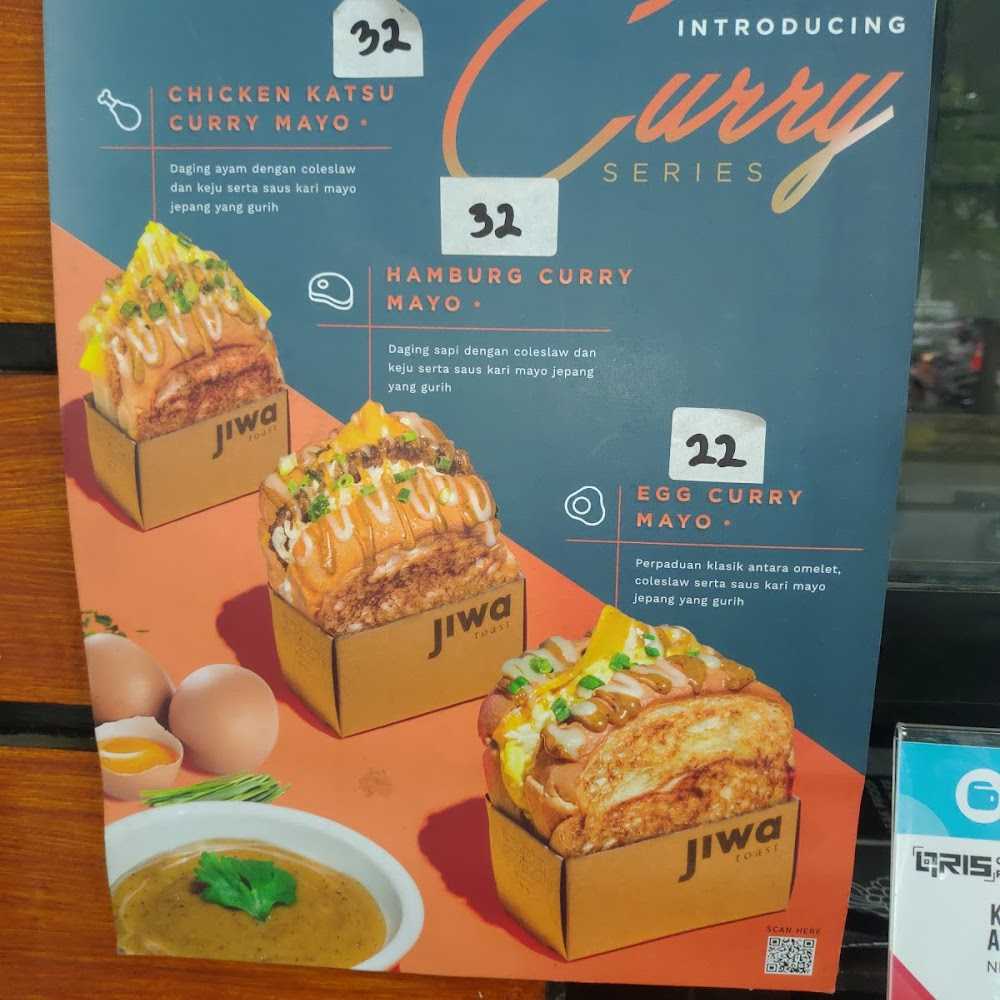 INTRODUCING
Curry
SERIES
32
CHICKEN KATSU
CURRY MAYO
Daging ayam dengan coleslaw
dan keju serta saus kari mayo
jepang yang gurih
32
HAMBURG CURRY
MAYO
Daging sapi dengan coleslaw dan
keju serta saus kari mayo jepang
yang gurih
22
EGG CURRY
MAYO
Perpaduan klasik antara omelet,
coleslaw serta saus kari mayo
jepang yang gurih
JIWA
toast
JIWA
toast
JIWA
toast
SCAN HERE
QRIS